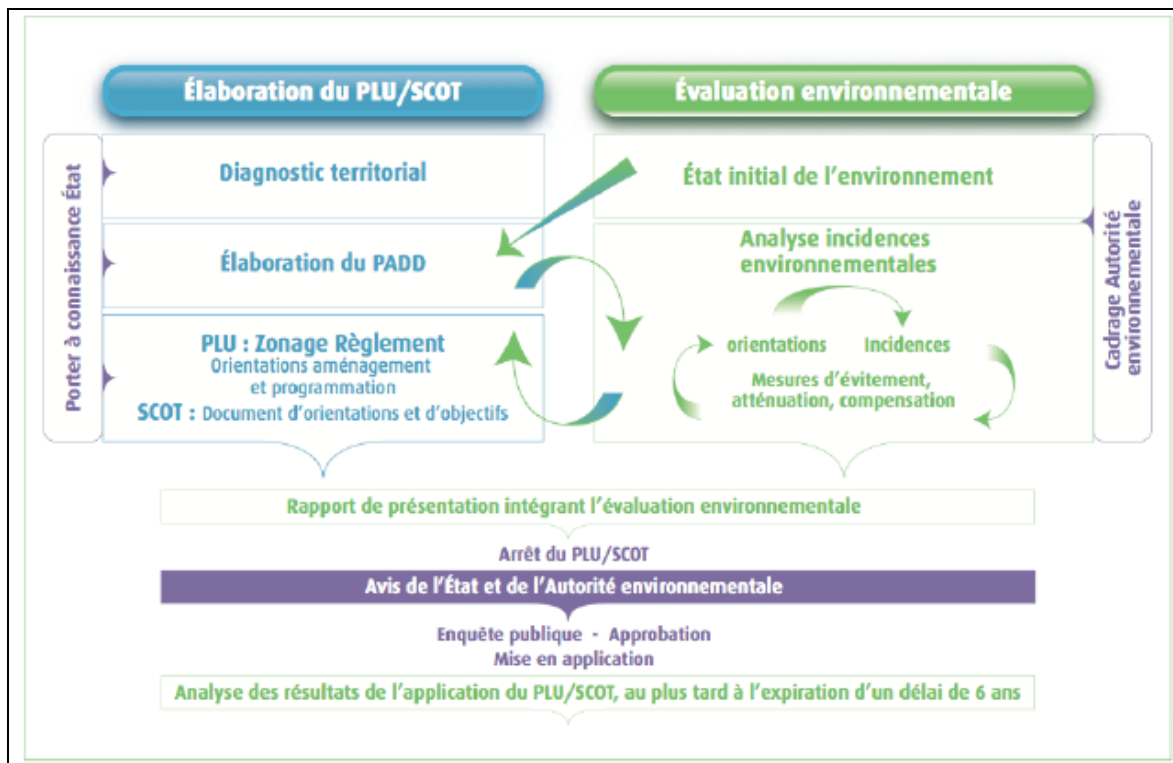 Élaboration du PLU/SCOT
Évaluation environnementale
Porter à connaissance État
Diagnostic territorial
État initial de l'environnement
Cadrage Autorité
environnementale
Élaboration du PADD
Analyse incidences
environnementales
PLU : Zonage Règlement
Orientations aménagement
et programmation
SCOT : Document d'orientations et d'objectifs
orientations
Incidences
Mesures d'évitement,
atténuation, compensation
Rapport de présentation intégrant l'évaluation environnementale
Arrêt du PLU/SCOT
Avis de l'État et de l'Autorité environnementale
Enquête publique - Approbation
Mise en application
Analyse des résultats de l'application du PLU/SCOT, au plus tard à l'expiration d'un délai de 6 ans